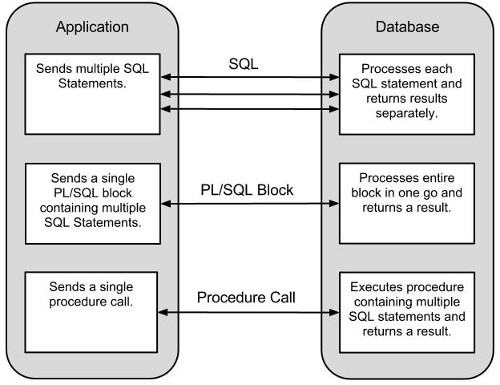 Application
Database
Sends multiple SQL
Statements.
SQL
Processes each
SQL statement and
returns results
separately.
Sends a single
PL/SQL block
containing multiple
SQL Statements.
PL/SQL Block
Processes entire
block in one go and
returns a result.
Sends a single
procedure call.
Procedure Call
Executes procedure
containing multiple
SQL statements and
returns a result.